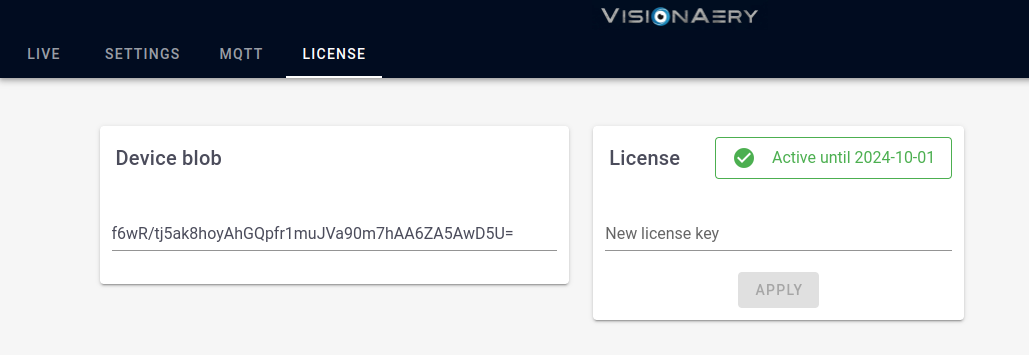 VISIONAERY
LIVE SETTINGS MQTT LICENSE
Device blob
f6wR/tj5ak8hoyAhGQpfr1muJVa90m7hAA6ZA5AwD5U=
License
Active until 2024-10-01
New license key
APPLY